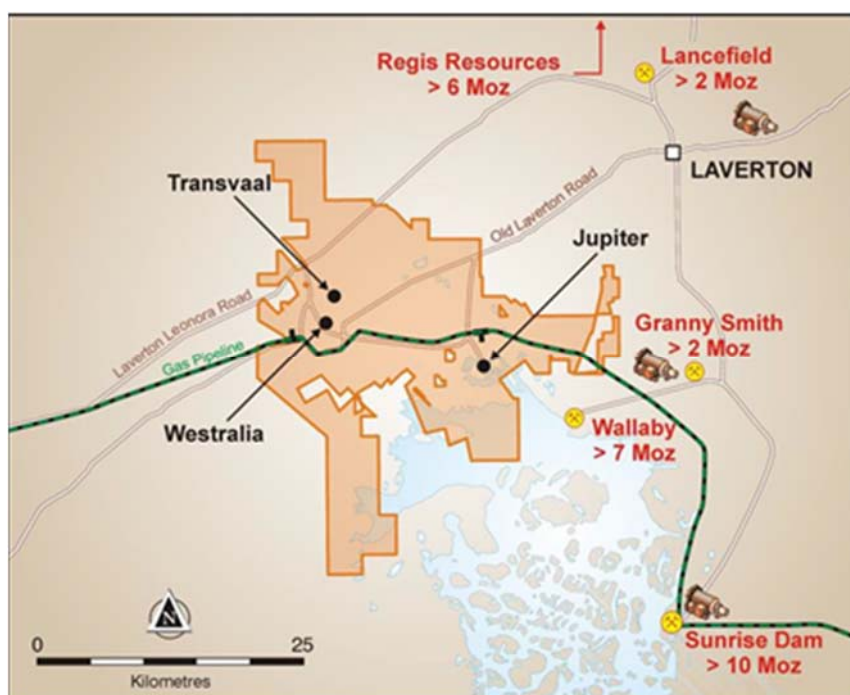 Regis Resources
> 6 Moz
Lancefield
> 2 Moz
LAVERTON
Transvaal
Old Laverton Road
Jupiter
Laverton Leonora Road
Gas Pipeline
Granny Smith
> 2 Moz
Westralia
Wallaby
> 7 Moz
N
0 25
Kilometres
Sunrise Dam
> 10 Moz